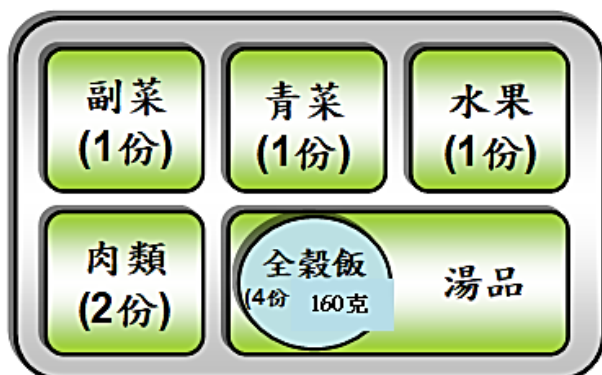 副菜
(1份)
青菜
(1份)
水果
(1份)
肉類
(2份)
全穀飯
(4份 160克
湯品